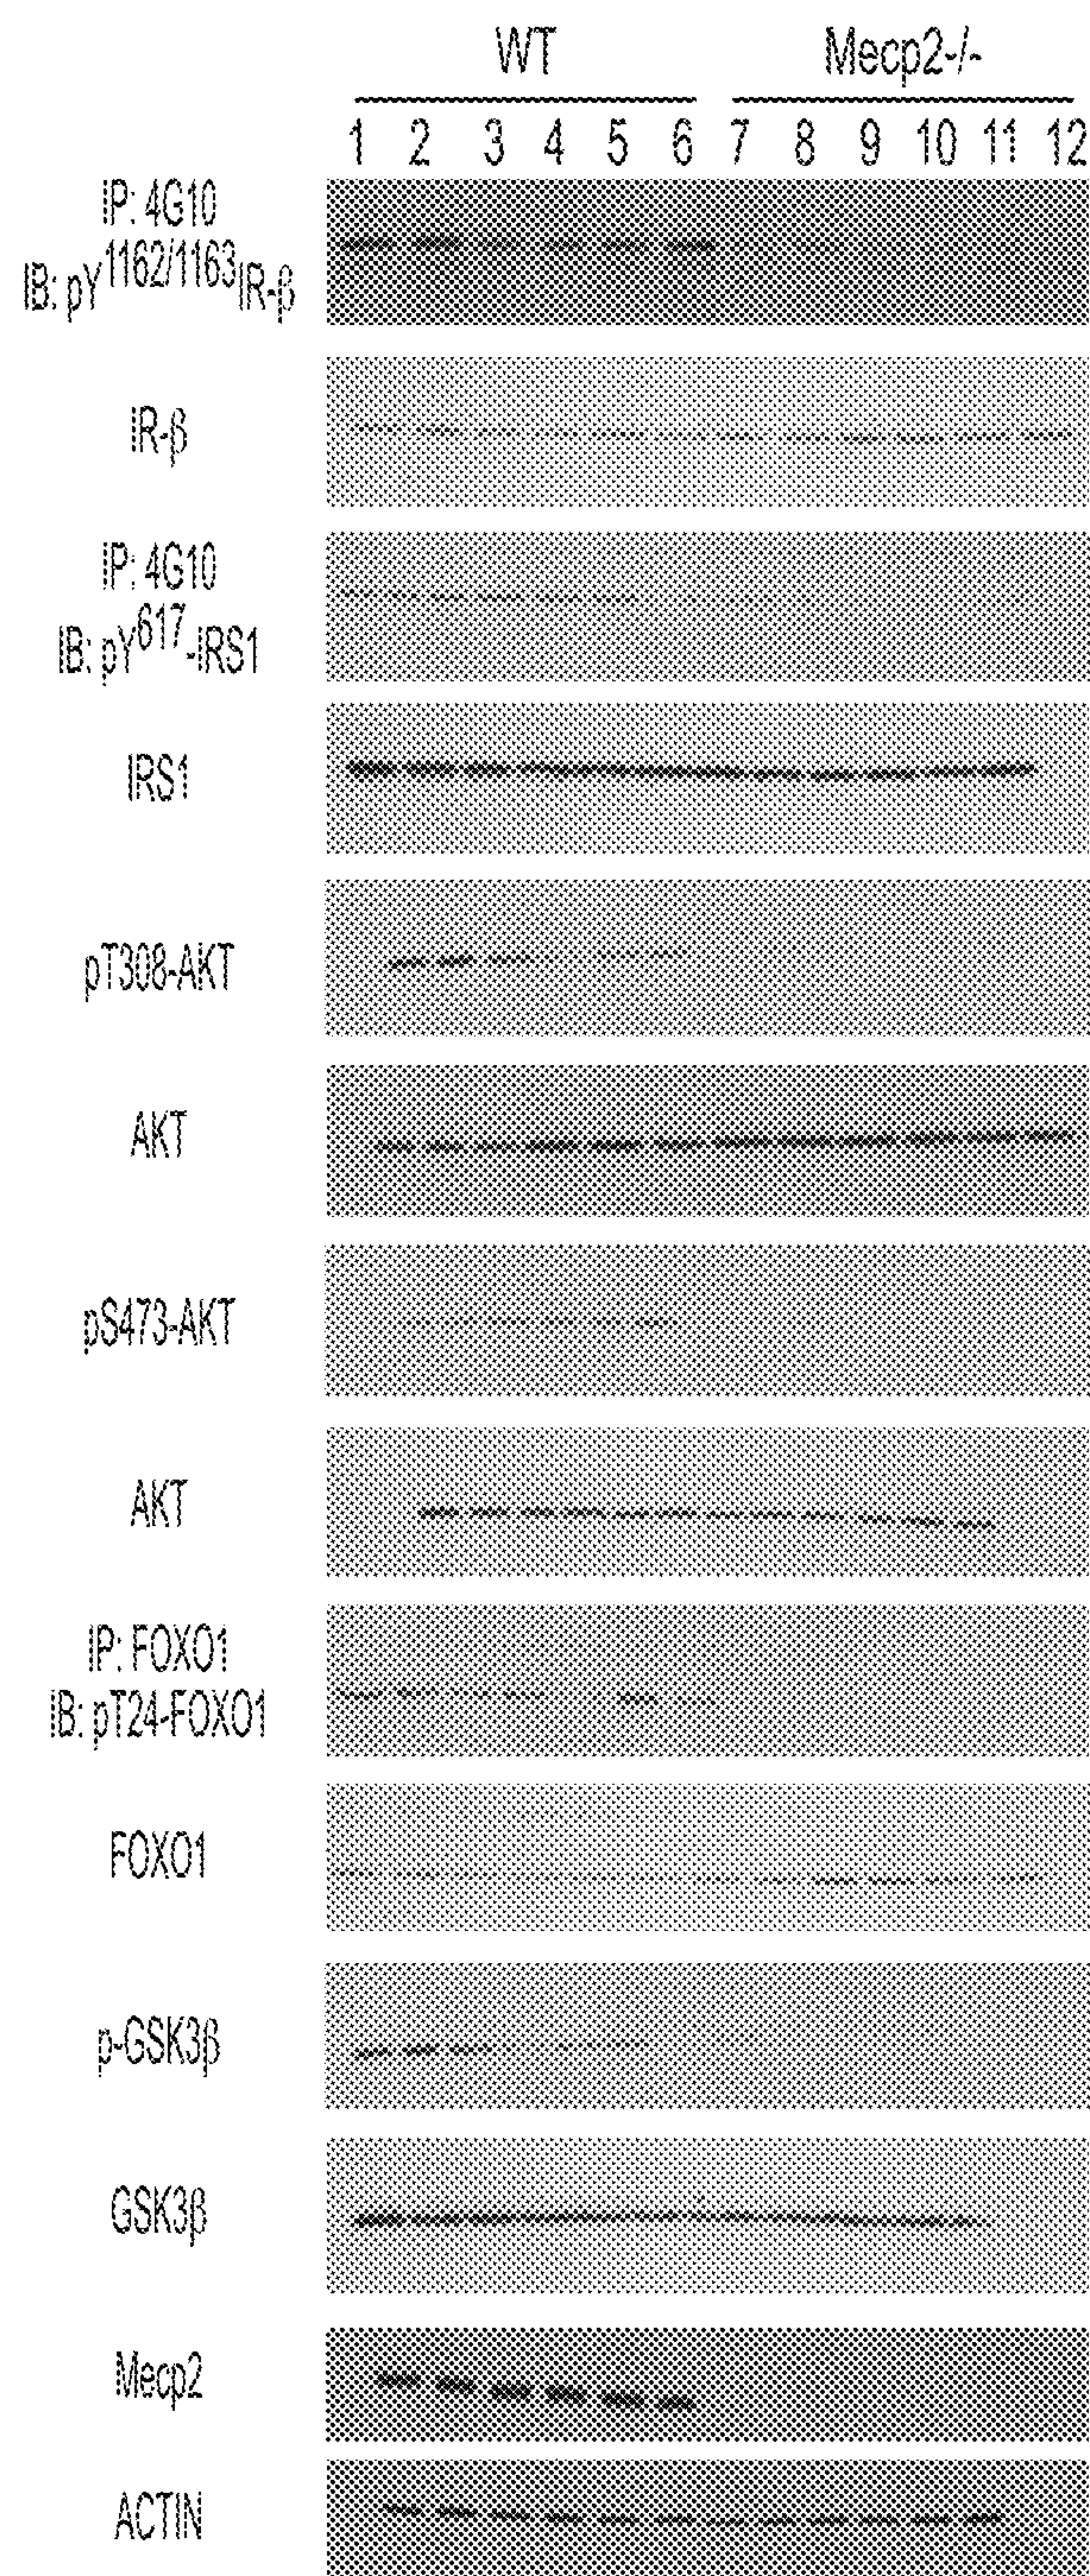 WT Mecp2-/-
1 2 3 4 5 6 7 8 9 10 11 12
IP: 4G10
IB: pY1162/1163IR-β
IR-β
IP: 4G10
IB: pY617-IRS1
IRS1
pT308-AKT
AKT
pS473-AKT
AKT
IP: FOXO1
IB: pT24-FOXO1
FOXO1
p-GSK3β
GSK3β
Mecp2
ACTIN